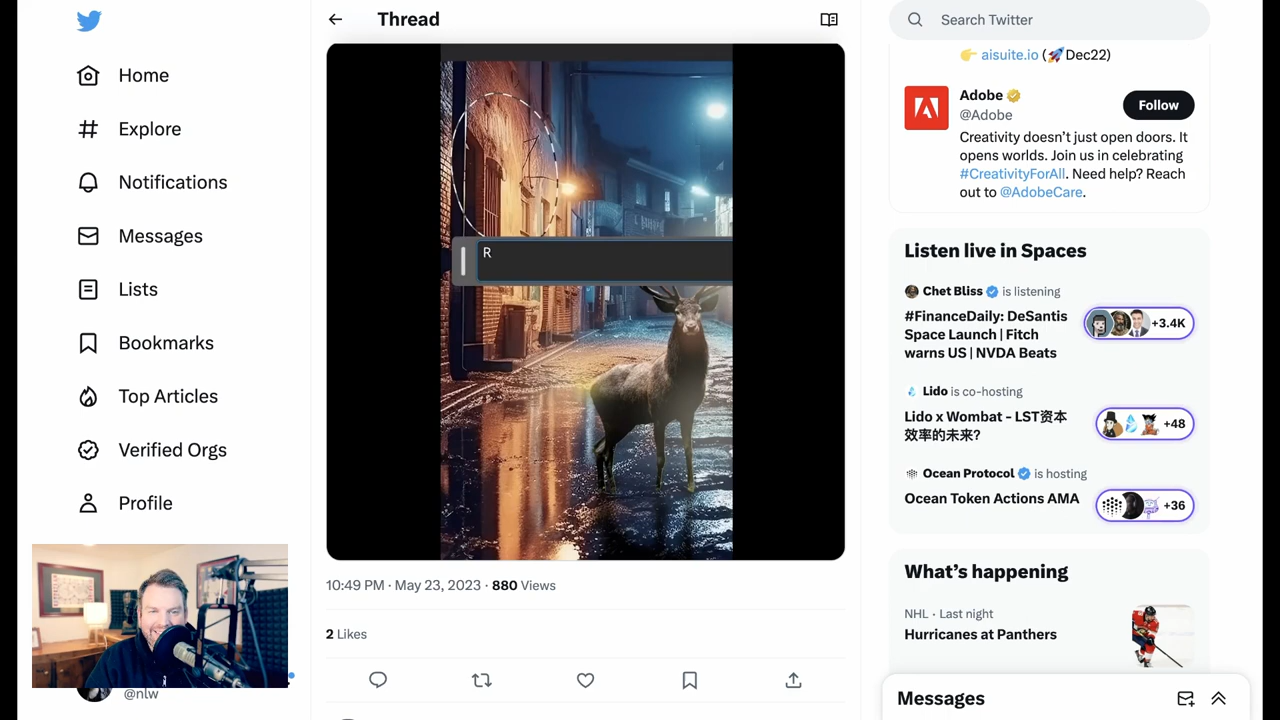 Home
Explore
Notifications
Messages
Lists
Bookmarks
Top Articles
Verified Orgs
Profile
@nlw
Thread
R
10:49 PM · May 23, 2023 · 880 Views
2 Likes
Search Twitter
👉 aisuite.io (🚀Dec22)
Adobe
@Adobe
Follow
Creativity doesn’t just open doors. It
opens worlds. Join us in celebrating
#CreativityForAll. Need help? Reach
out to @AdobeCare.
Listen live in Spaces
Chet Bliss is listening
#FinanceDaily: DeSantis
Space Launch | Fitch
warns US | NVDA Beats
+3.4K
Lido is co-hosting
Lido x Wombat - LST资本
效率的未来?
+48
Ocean Protocol is hosting
Ocean Token Actions AMA
+36
What’s happening
NHL · Last night
Hurricanes at Panthers
Messages